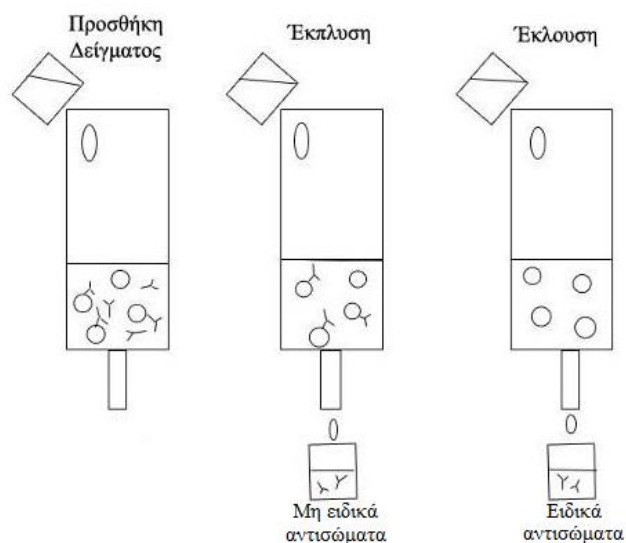 Προσθήκη
Δείγματος
Έκπλυση
Έκλουση
Μη ειδικά
αντισώματα
Ειδικά
αντισώματα